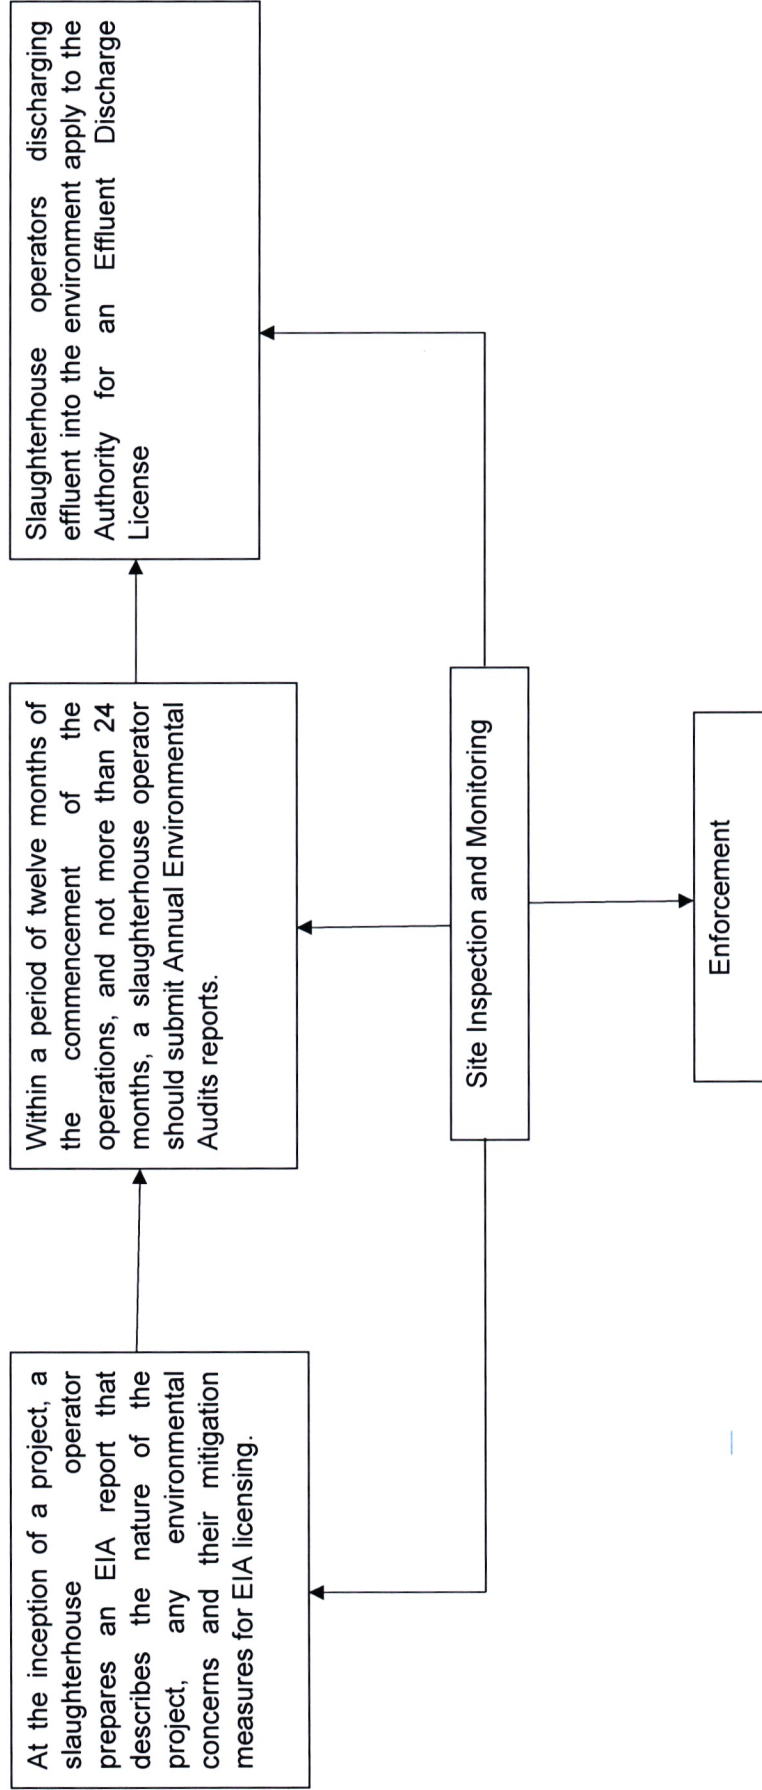 At the inception of a project, a
slaughterhouse operator
prepares an EIA report that
describes the nature of the
project, any environmental
concerns and their mitigation
measures for EIA licensing.
Within a period of twelve months of
the commencement of the
operations, and not more than 24
months, a slaughterhouse operator
should submit Annual Environmental
Audits reports.
Slaughterhouse operators discharging
effluent into the environment apply to the
Authority for an Effluent Discharge
License
Site Inspection and Monitoring
Enforcement